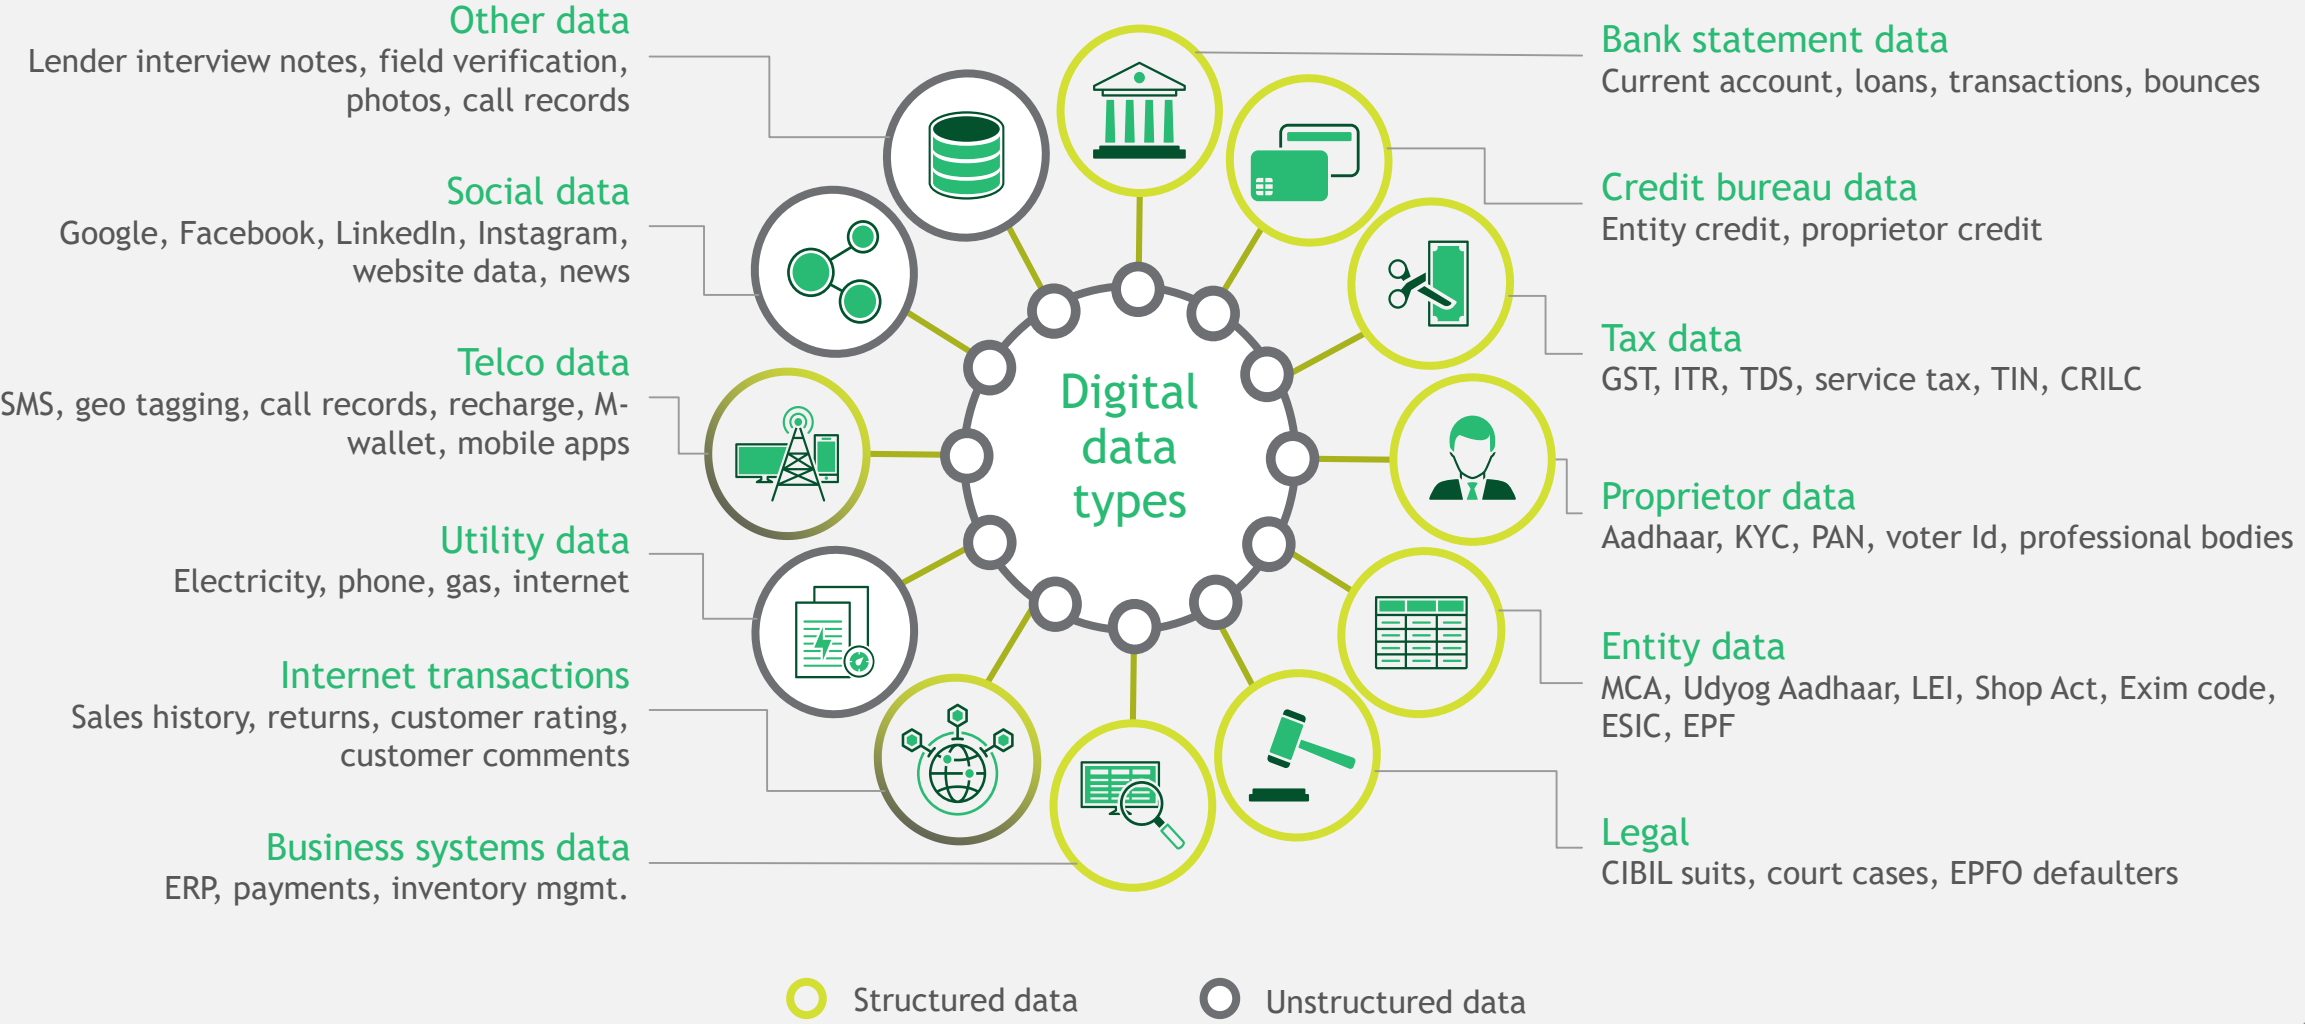 Other data
Lender interview notes, field verification,
photos, call records
Social data
Google, Facebook, LinkedIn, Instagram,
website data, news
Telco data
SMS, geo tagging, call records, recharge, M-
wallet, mobile apps
Utility data
Electricity, phone, gas, internet
Internet transactions
Sales history, returns, customer rating,
customer comments
Business systems data
ERP, payments, inventory mgmt.
Digital
data
types
Bank statement data
Current account, loans, transactions, bounces
Credit bureau data
Entity credit, proprietor credit
Tax data
GST, ITR, TDS, service tax, TIN, CRILC
Proprietor data
Aadhaar, KYC, PAN, voter Id, professional bodies
Entity data
MCA, Udyog Aadhaar, LEI, Shop Act, Exim code,
ESIC, EPF
Legal
CIBIL suits, court cases, EPFO defaulters
Structured data
Unstructured data